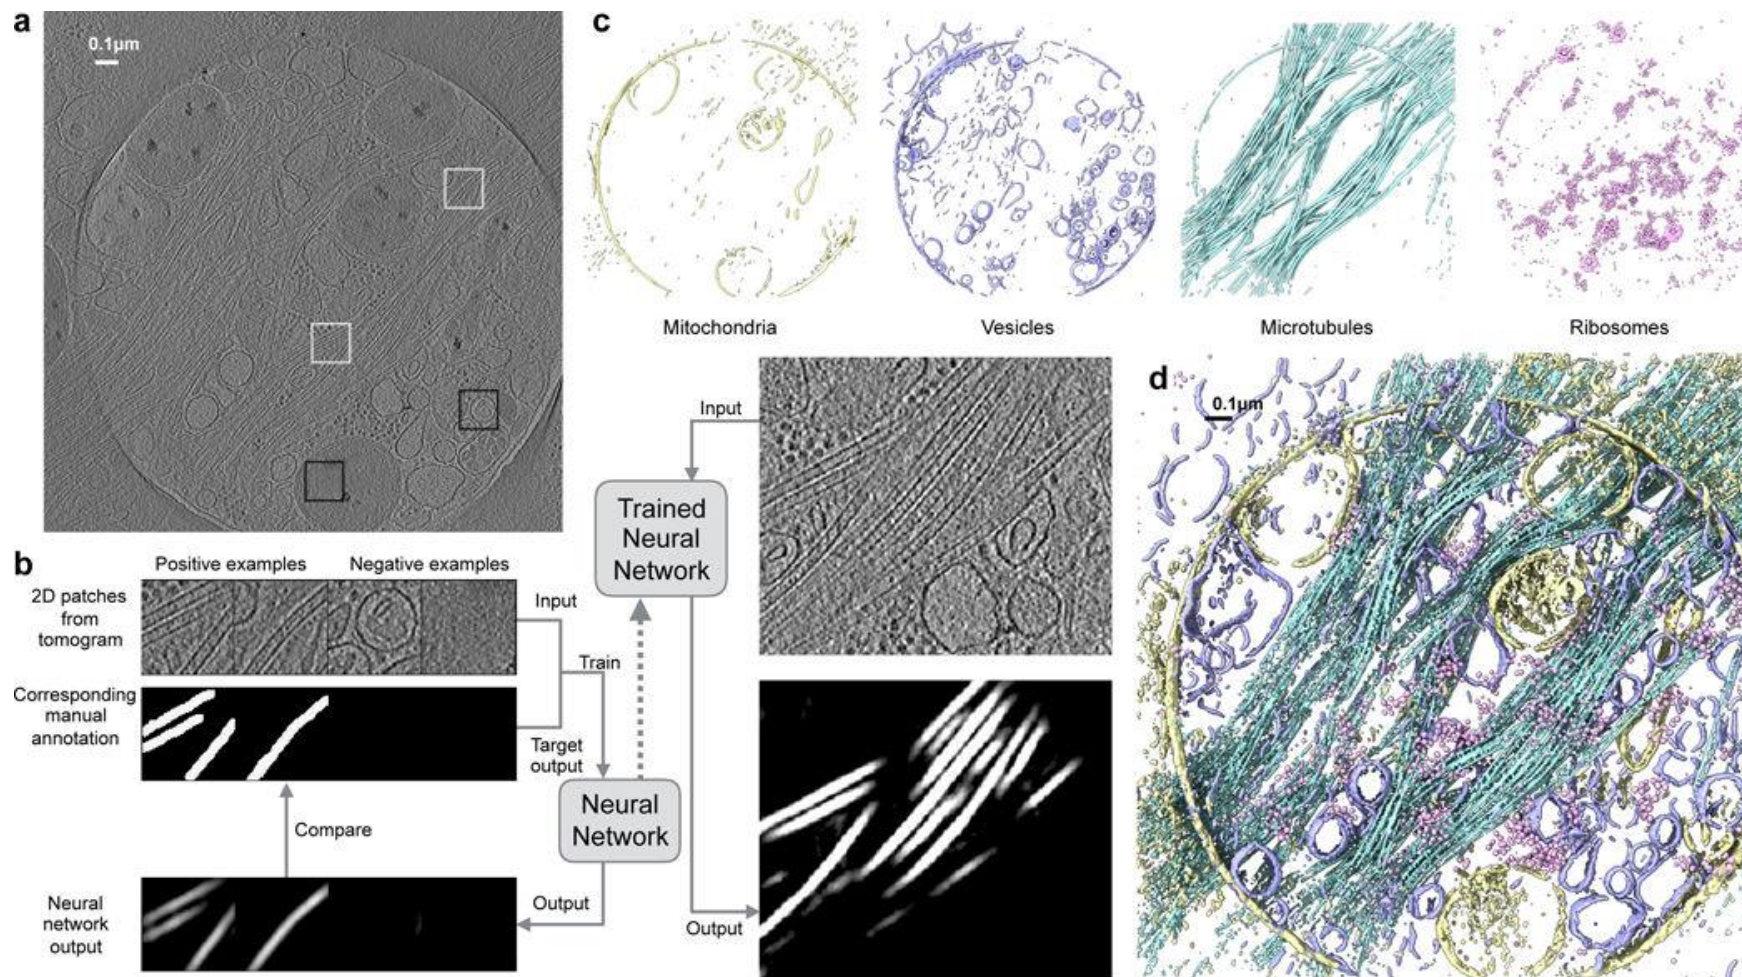 a
0.1μm
c
Mitochondria
Vesicles
Microtubules
Ribosomes
b
Positive examples
Negative examples
2D patches
from
tomogram
Input
Train
Corresponding
manual
annotation
Target
output
Neural
Network
Compare
Neural
network
output
Output
Input
Trained
Neural
Network
Output
d
0.1μm